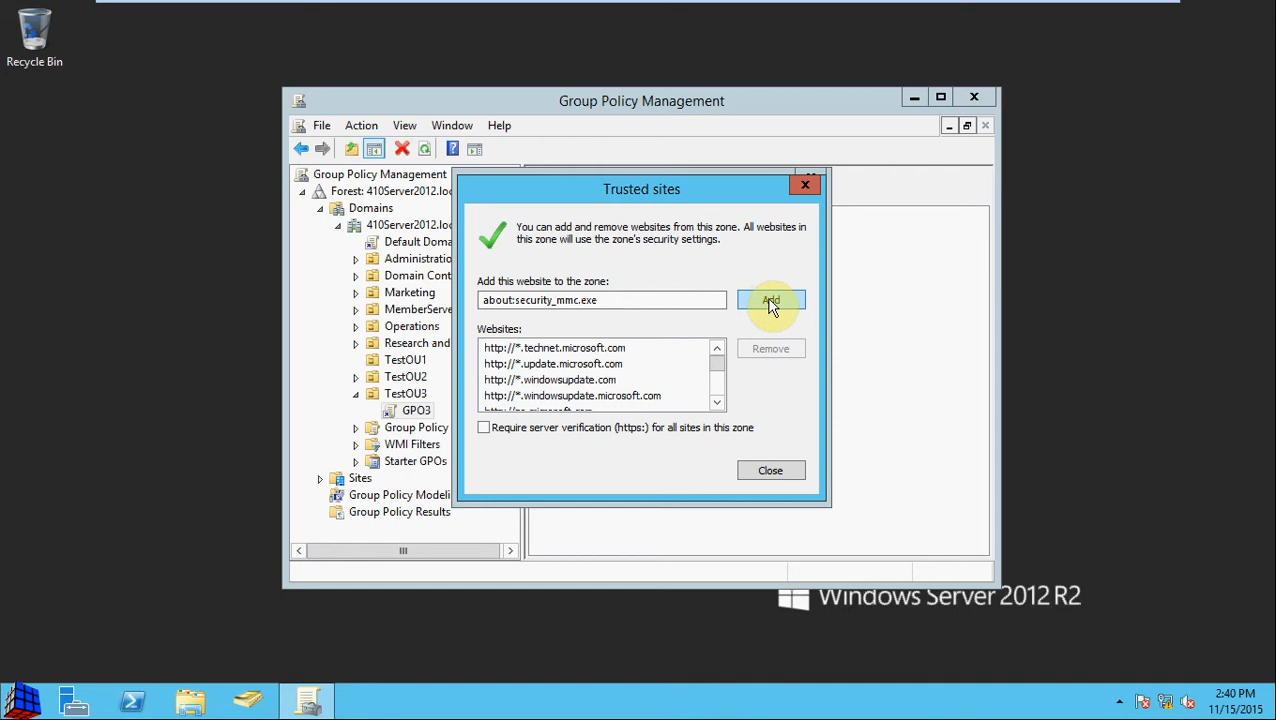 Recycle Bin
Group Policy Management
File Action View Window Help
Group Policy Management
Forest: 410Server2012.loc
Domains
410Server2012.lo
Default Doma
Administratio
Domain Cont
Marketing
MemberServe
Operations
Research and
TestOU1
TestOU2
TestOU3
GPO3
Group Policy
WMI Filters
Starter GPOs
Sites
Group Policy Modeli
Group Policy Results
Trusted sites
You can add and remove websites from this zone. All websites in
this zone will use the zone's security settings.
Add this website to the zone:
about:security_mmc.exe
Add
Websites:
http://*.technet.microsoft.com
http://*.update.microsoft.com
http://*.windowsupdate.com
http://*.windowsupdate.microsoft.com
Remove
Require server verification (https:) for all sites in this zone
Close
Windows Server 2012 R2
2:40 PM
11/15/2015